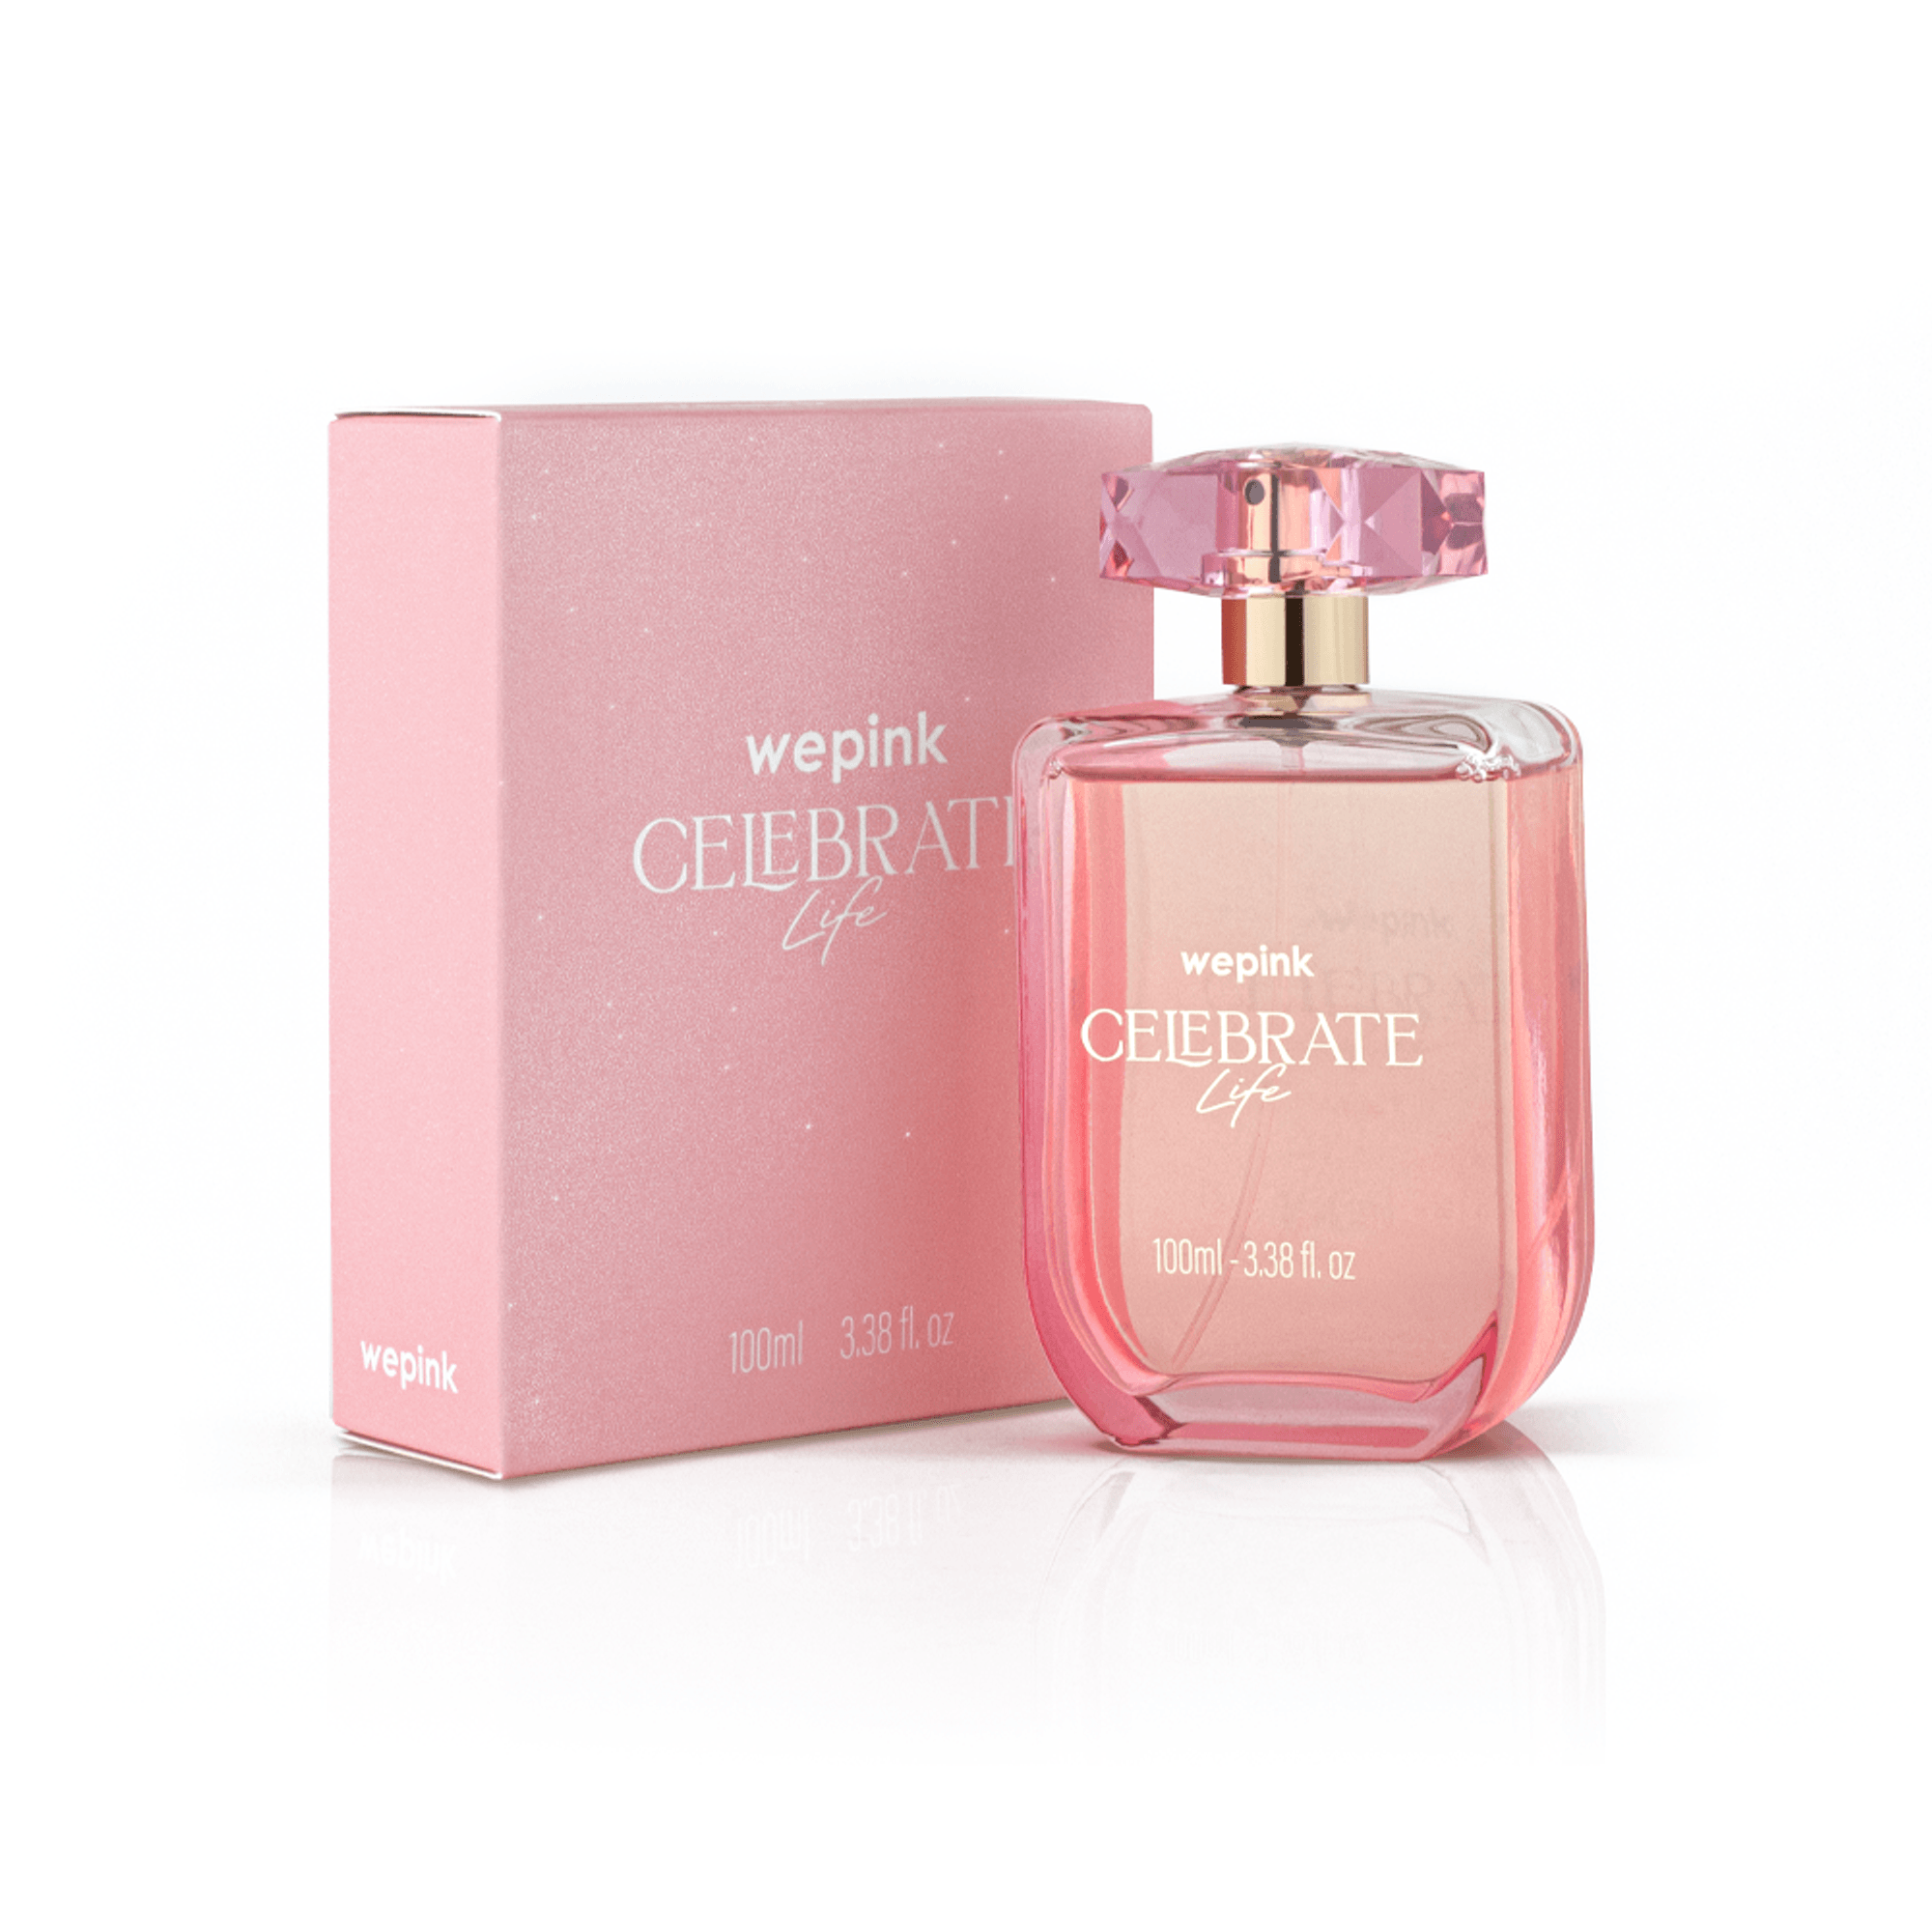 wepink
CELEBRATE
Life
100ml 3.38 fl. oz
wepink
wepink
CELEBRATE
Life
100ml - 3.38 fl. oz